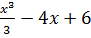 x³/3 − 4x + 6